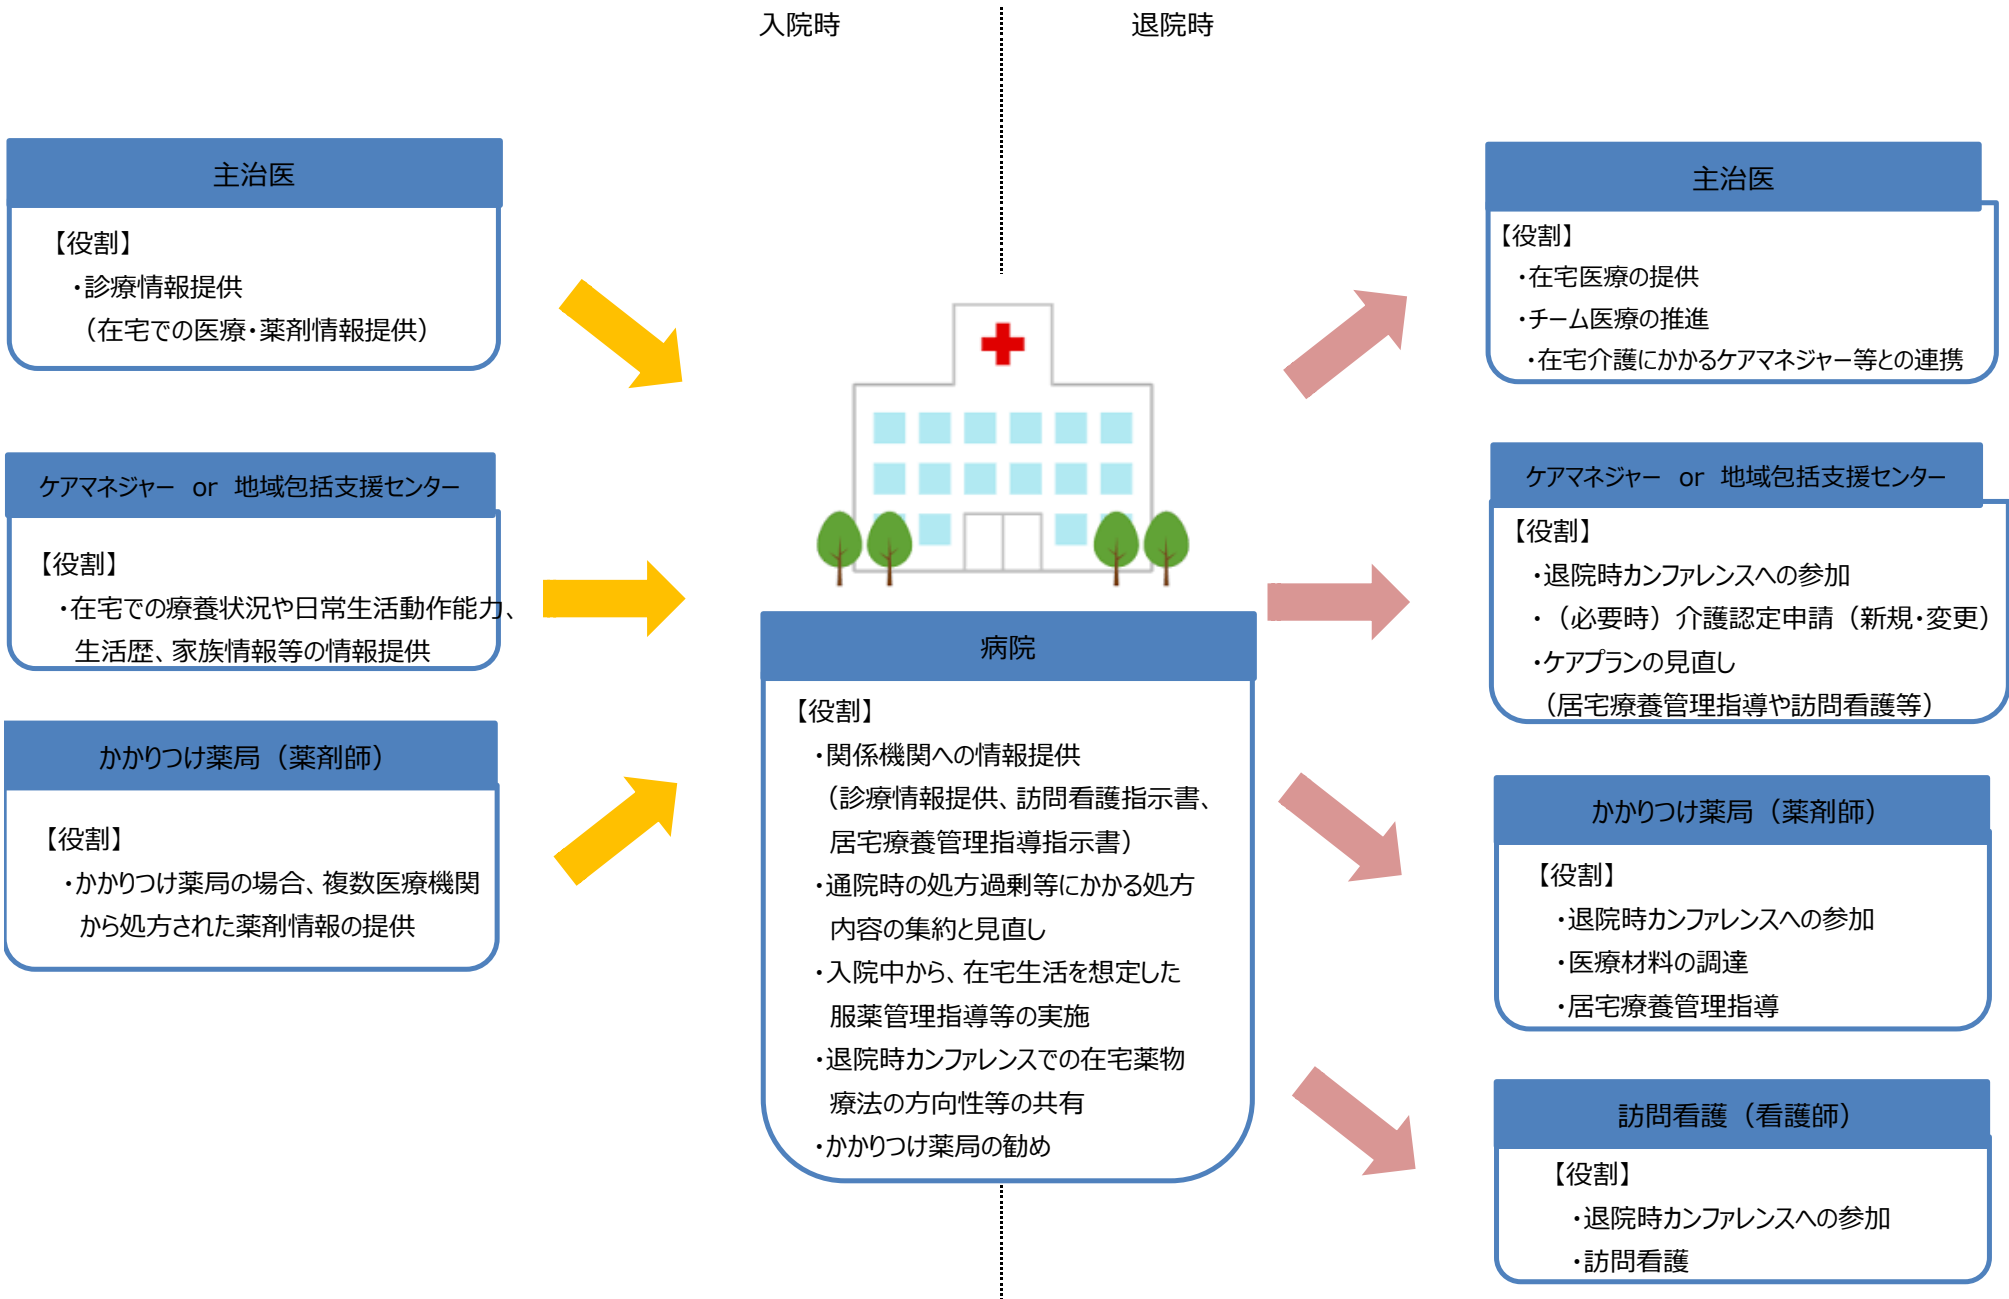 入院時
退院時
主治医
【役割】
・診療情報提供
（在宅での医療・薬剤情報提供）
ケアマネジャー or 地域包括支援センター
【役割】
・在宅での療養状況や日常生活動作能力、
生活歴、家族情報等の情報提供
かかりつけ薬局（薬剤師）
【役割】
・かかりつけ薬局の場合、複数医療機関
から処方された薬剤情報の提供
病院
【役割】
・関係機関への情報提供
（診療情報提供、訪問看護指示書、
居宅療養管理指導指示書）
・通院時の処方過剰等にかかる処方
内容の集約と見直し
・入院中から、在宅生活を想定した
服薬管理指導等の実施
・退院時カンファレンスでの在宅薬物
療法の方向性等の共有
・かかりつけ薬局の勧め
主治医
【役割】
・在宅医療の提供
・チーム医療の推進
・在宅介護にかかるケアマネジャー等との連携
ケアマネジャー or 地域包括支援センター
【役割】
・退院時カンファレンスへの参加
・（必要時）介護認定申請（新規・変更）
・ケアプランの見直し
（居宅療養管理指導や訪問看護等）
かかりつけ薬局（薬剤師）
【役割】
・退院時カンファレンスへの参加
・医療材料の調達
・居宅療養管理指導
訪問看護（看護師）
【役割】
・退院時カンファレンスへの参加
・訪問看護